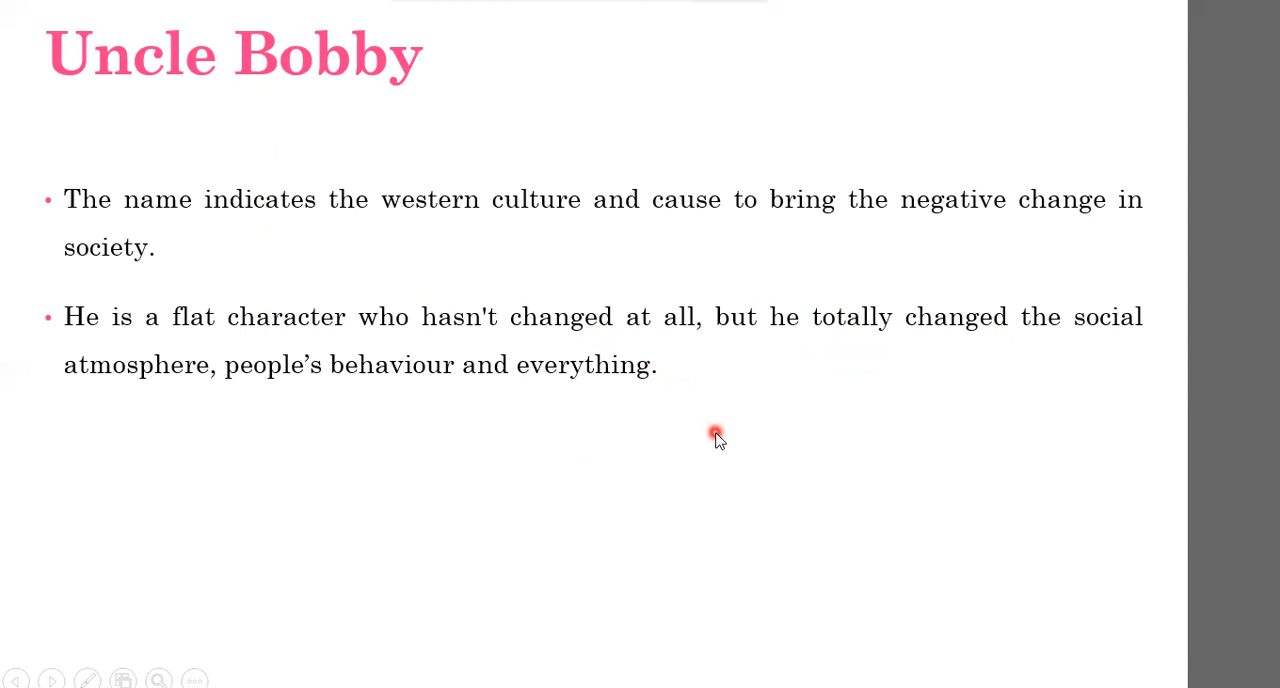 Uncle Bobby
• The name indicates the western culture and cause to bring the negative change in
society.
• He is a flat character who hasn't changed at all, but he totally changed the social
atmosphere, people’s behaviour and everything.